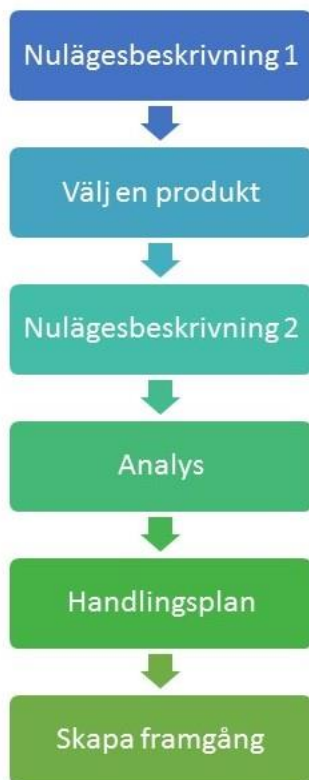 Nulägesbeskrivning 1
Välj en produkt
Nulägesbeskrivning 2
Analys
Handlingsplan
Skapa framgång